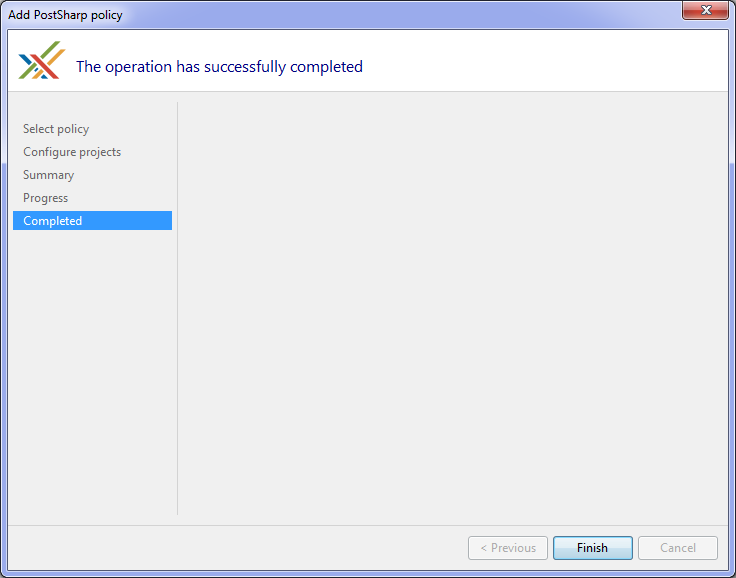 Add PostSharp policy
The operation has successfully completed
Select policy
Configure projects
Summary
Progress
Completed
< Previous
Finish
Cancel